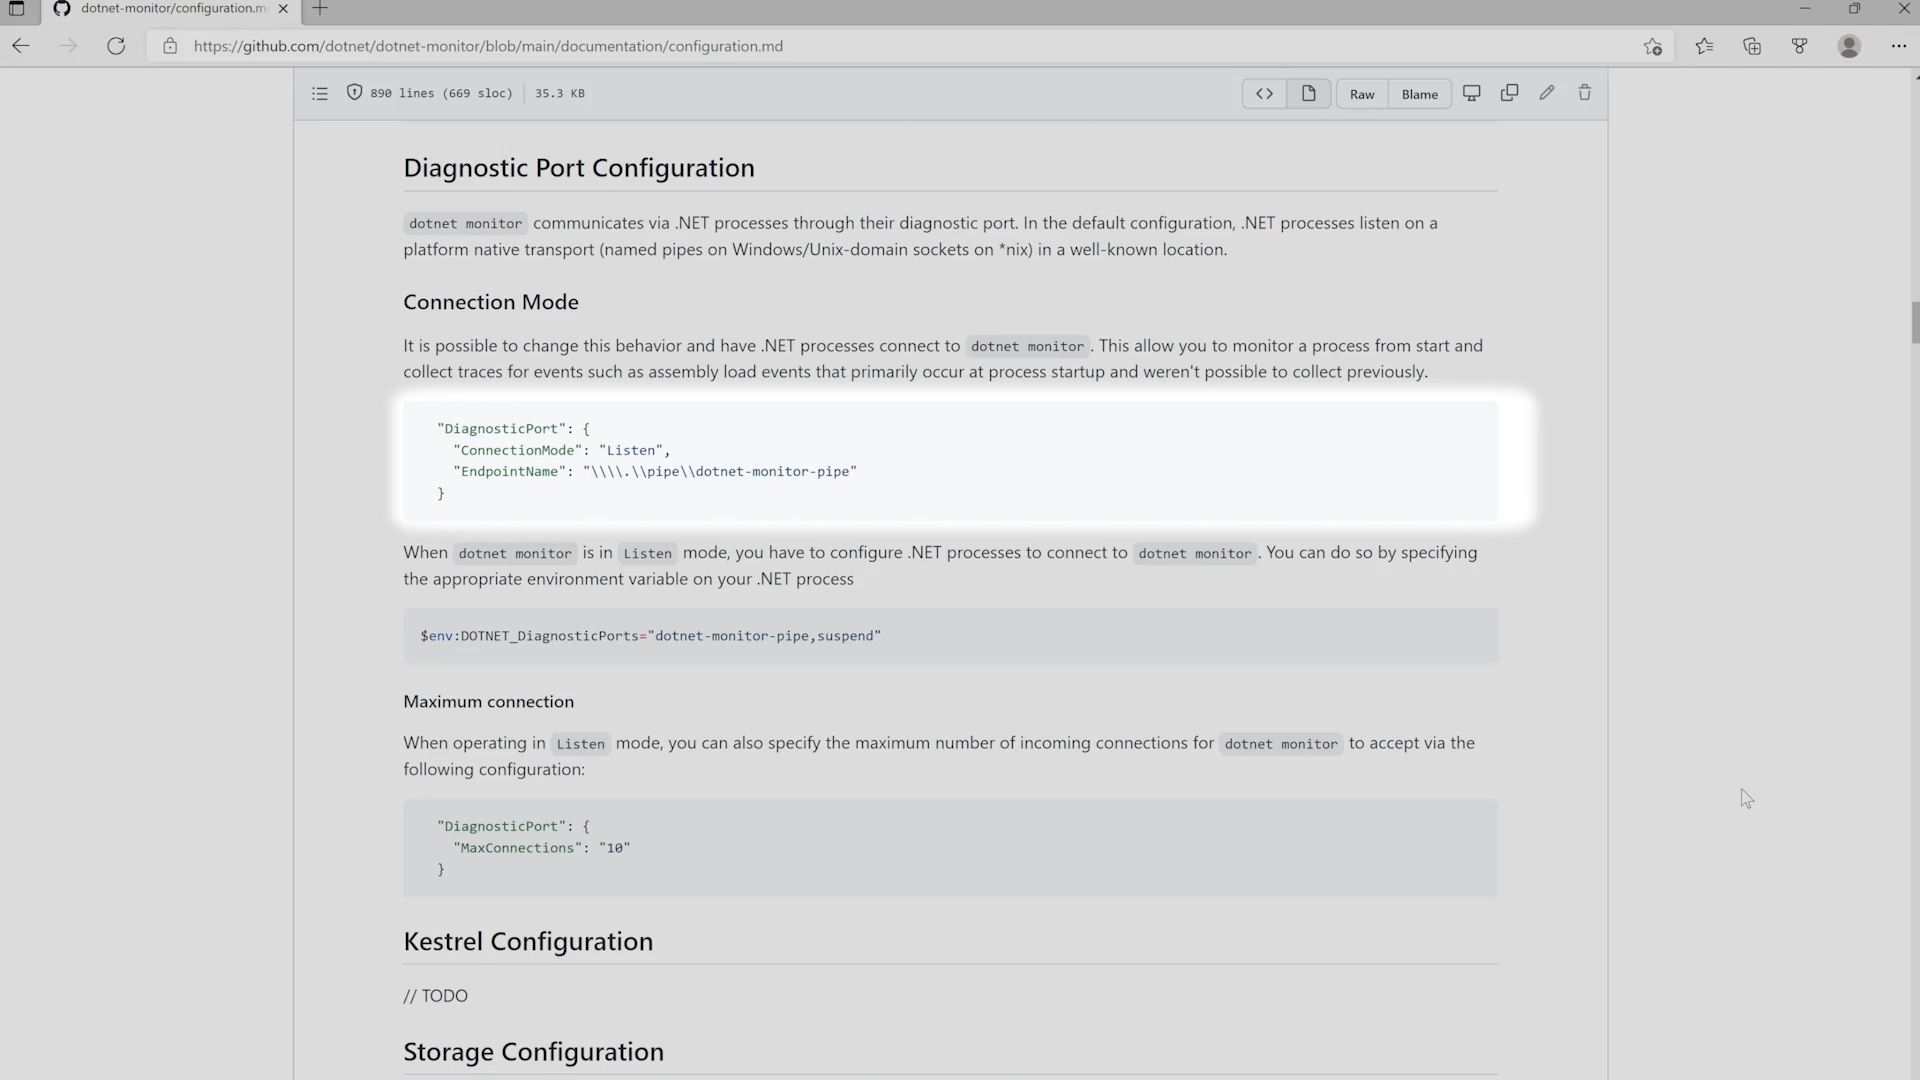 dotnet-monitor/configuration.m
https://github.com/dotnet/dotnet-monitor/blob/main/documentation/configuration.md
890 lines (669 sloc) 35.3 KB
Raw Blame
Diagnostic Port Configuration
dotnet monitor communicates via .NET processes through their diagnostic port. In the default configuration, .NET processes listen on a
platform native transport (named pipes on Windows/Unix-domain sockets on *nix) in a well-known location.
Connection Mode
It is possible to change this behavior and have .NET processes connect to dotnet monitor. This allow you to monitor a process from start and
collect traces for events such as assembly load events that primarily occur at process startup and weren't possible to collect previously.
"DiagnosticPort": {
"ConnectionMode": "Listen",
"EndpointName": "\\\\.\\pipe\\dotnet-monitor-pipe"
}
When dotnet monitor is in Listen mode, you have to configure .NET processes to connect to dotnet monitor. You can do so by specifying
the appropriate environment variable on your .NET process
$env:DOTNET_DiagnosticPorts="dotnet-monitor-pipe,suspend"
Maximum connection
When operating in Listen mode, you can also specify the maximum number of incoming connections for dotnet monitor to accept via the
following configuration:
"DiagnosticPort": {
"MaxConnections": "10"
}
Kestrel Configuration
// TODO
Storage Configuration